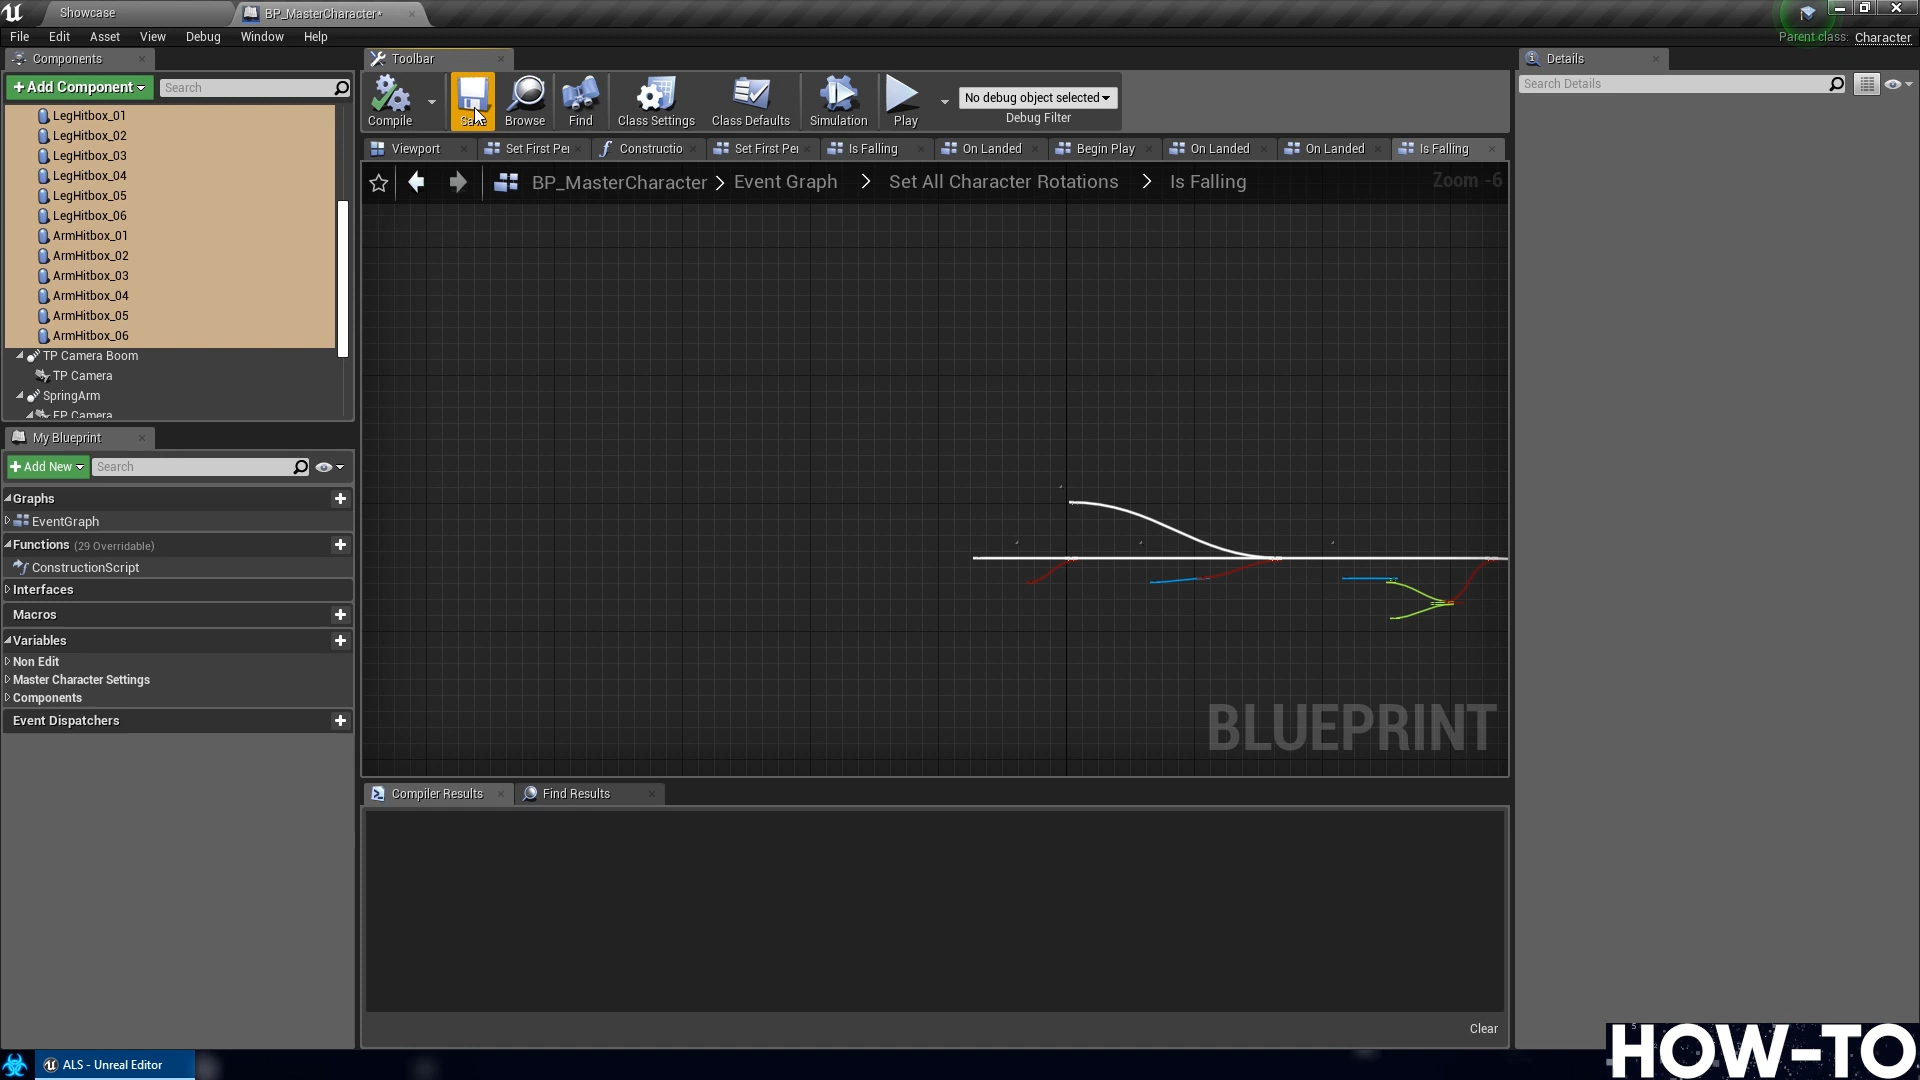 Showcase
BP_MasterCharacter*
File Edit Asset View Debug Window Help
Parent class: Character
Components
Toolbar
Details
+Add Component
Search
Search Details
Compile
Browse
Find
Class Settings
Class Defaults
Simulation
Play
No debug object selected
Debug Filter
LegHitbox_01
LegHitbox_02
LegHitbox_03
LegHitbox_04
LegHitbox_05
LegHitbox_06
ArmHitbox_01
ArmHitbox_02
ArmHitbox_03
ArmHitbox_04
ArmHitbox_05
ArmHitbox_06
TP Camera Boom
TP Camera
SpringArm
FP Camera
Viewport
Set First Per
Constructio
Set First Per
Is Falling
On Landed
Begin Play
On Landed
On Landed
Is Falling
BP_MasterCharacter > Event Graph > Set All Character Rotations > Is Falling
Zoom -6
My Blueprint
+Add New
Search
Graphs
EventGraph
Functions (29 Overridable)
ConstructionScript
Interfaces
Macros
Variables
Non Edit
Master Character Settings
Components
Event Dispatchers
BLUEPRINT
Compiler Results
Find Results
Clear
ALS - Unreal Editor
HOW-TO